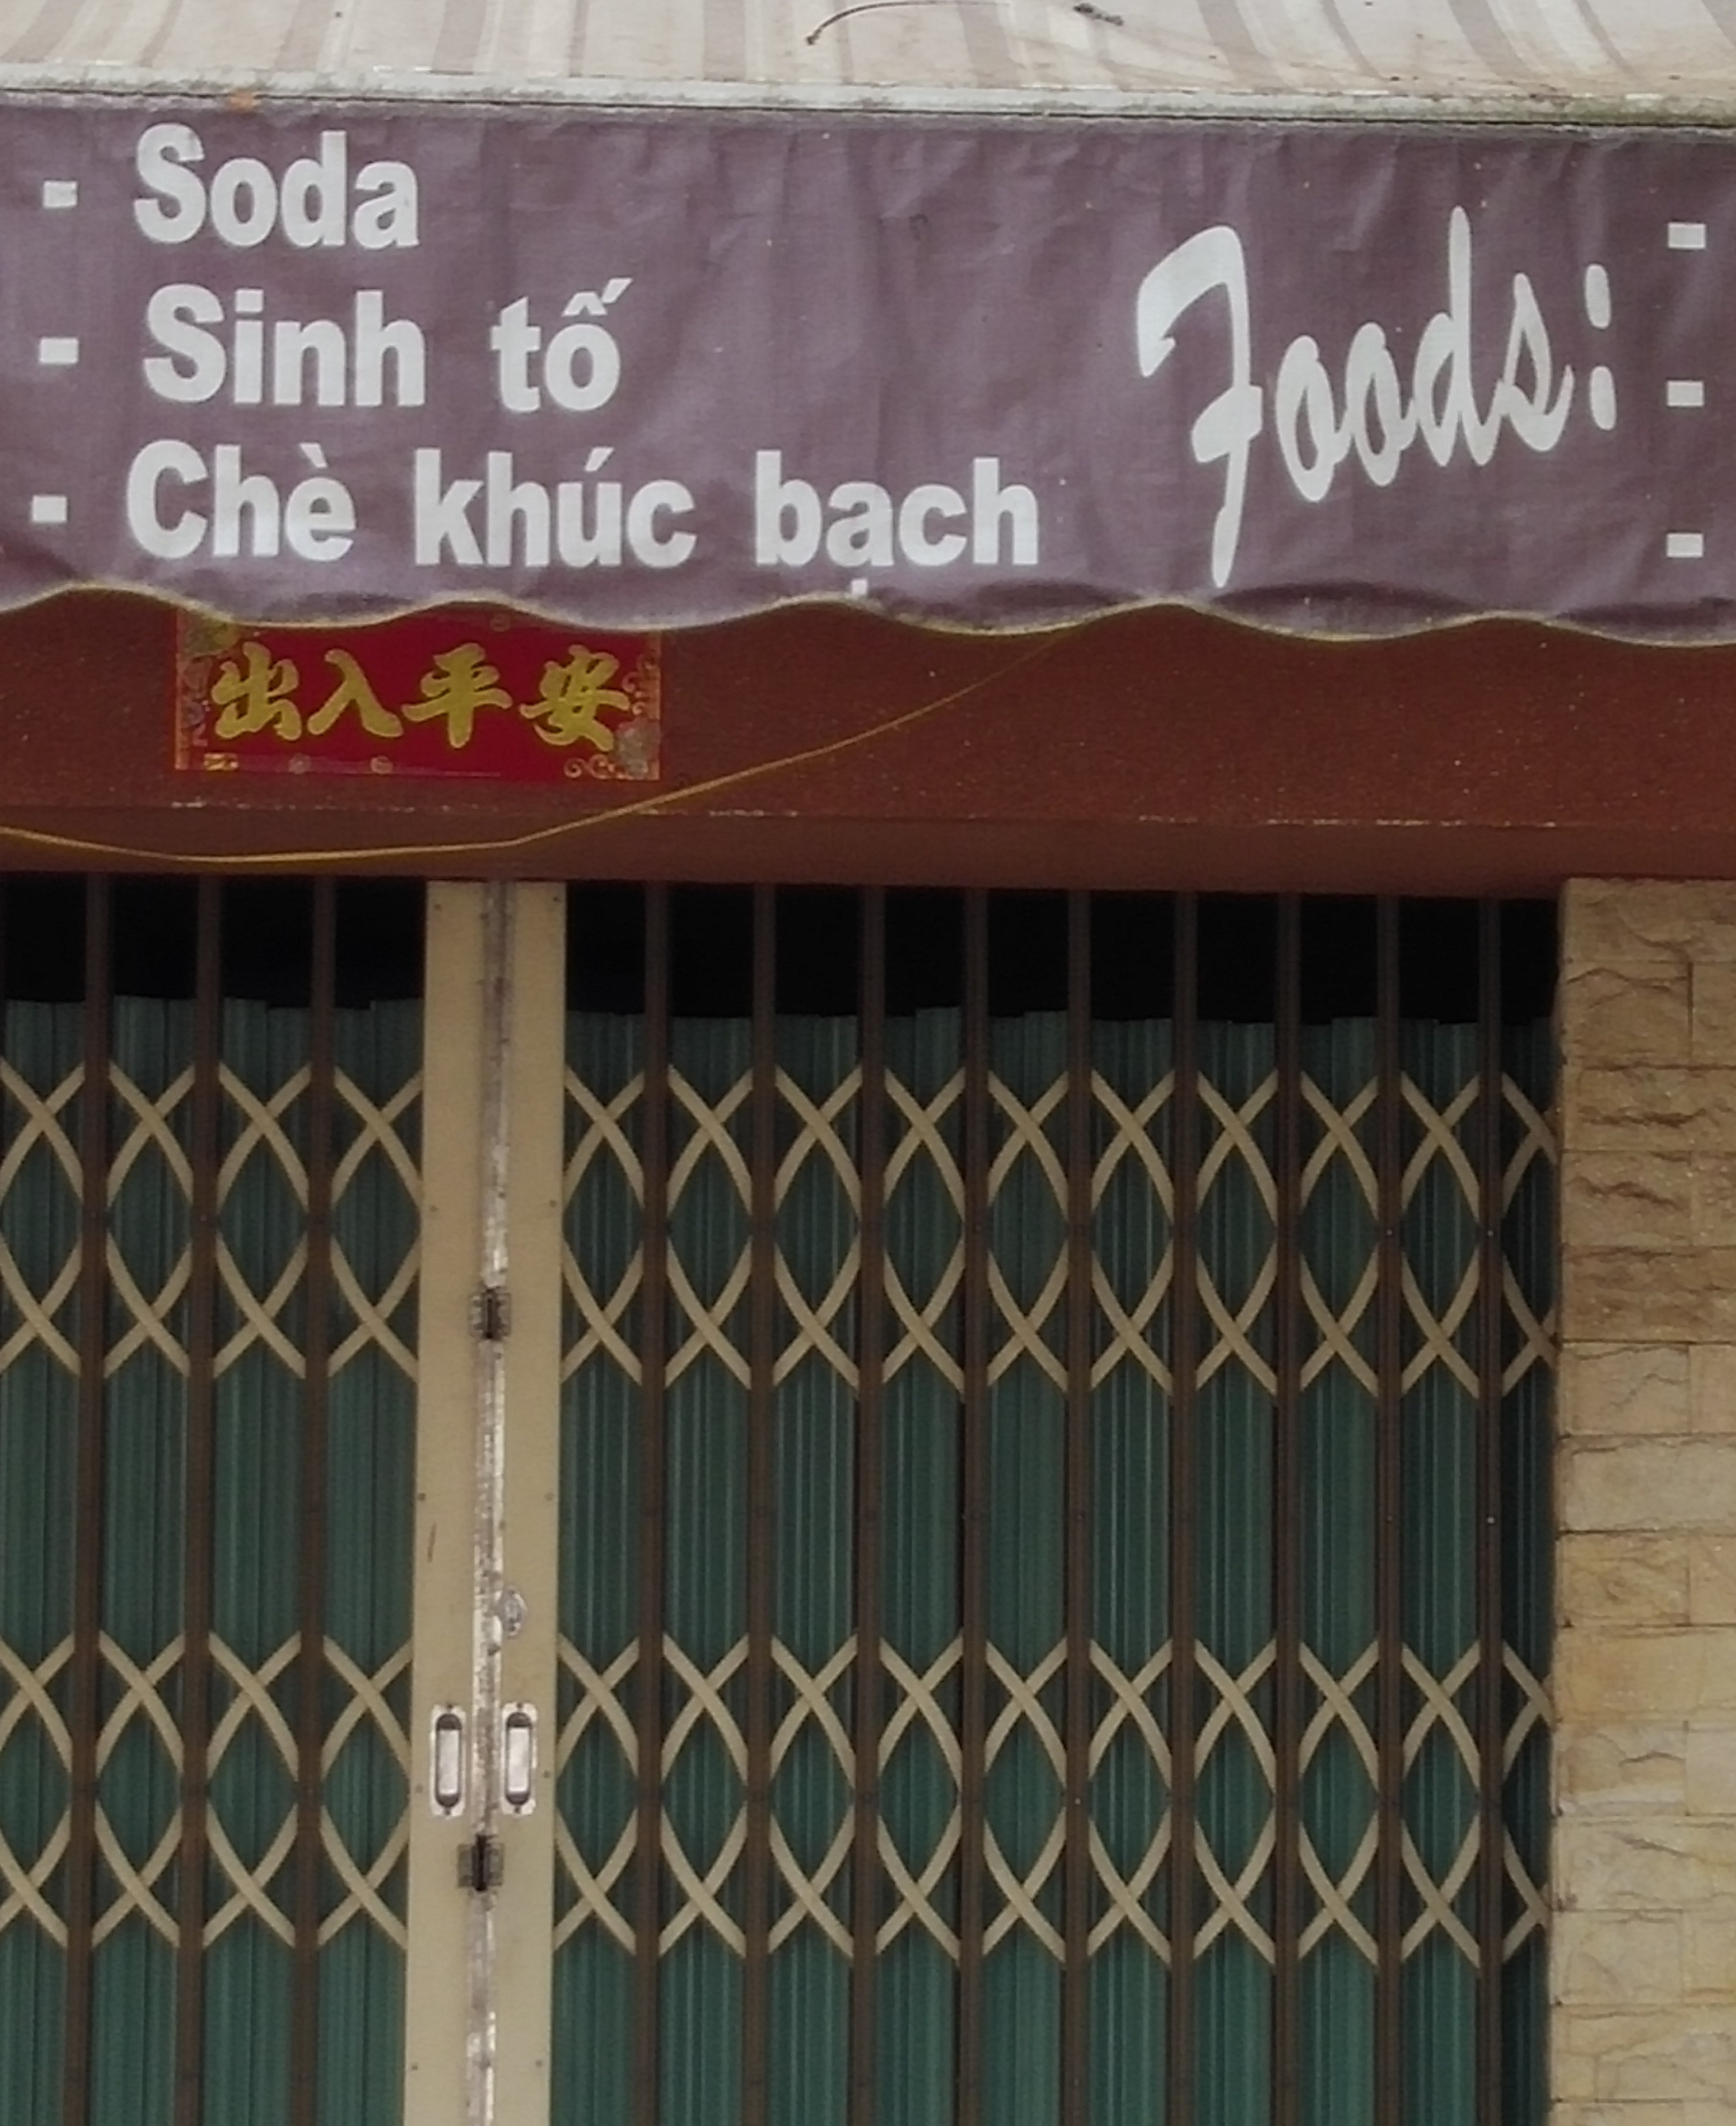 - Soda
- Sinh tố
- Chè khúc bạch
Foods:
-
-
-
出入平安